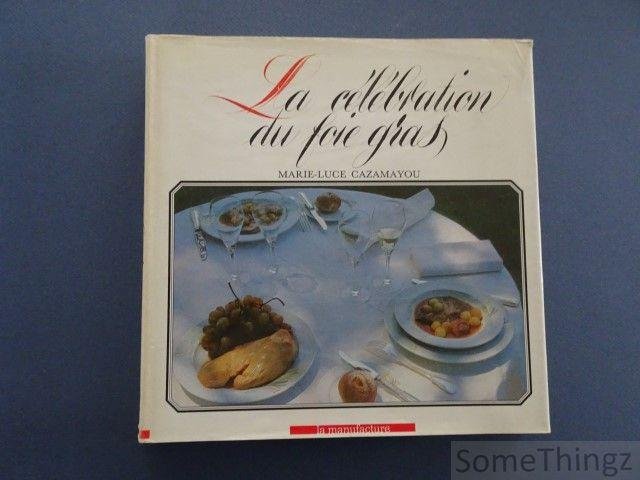 La célébration
du foie gras
MARIE-LUCE CAZAMAYOU
la manufacture
SomeThingz